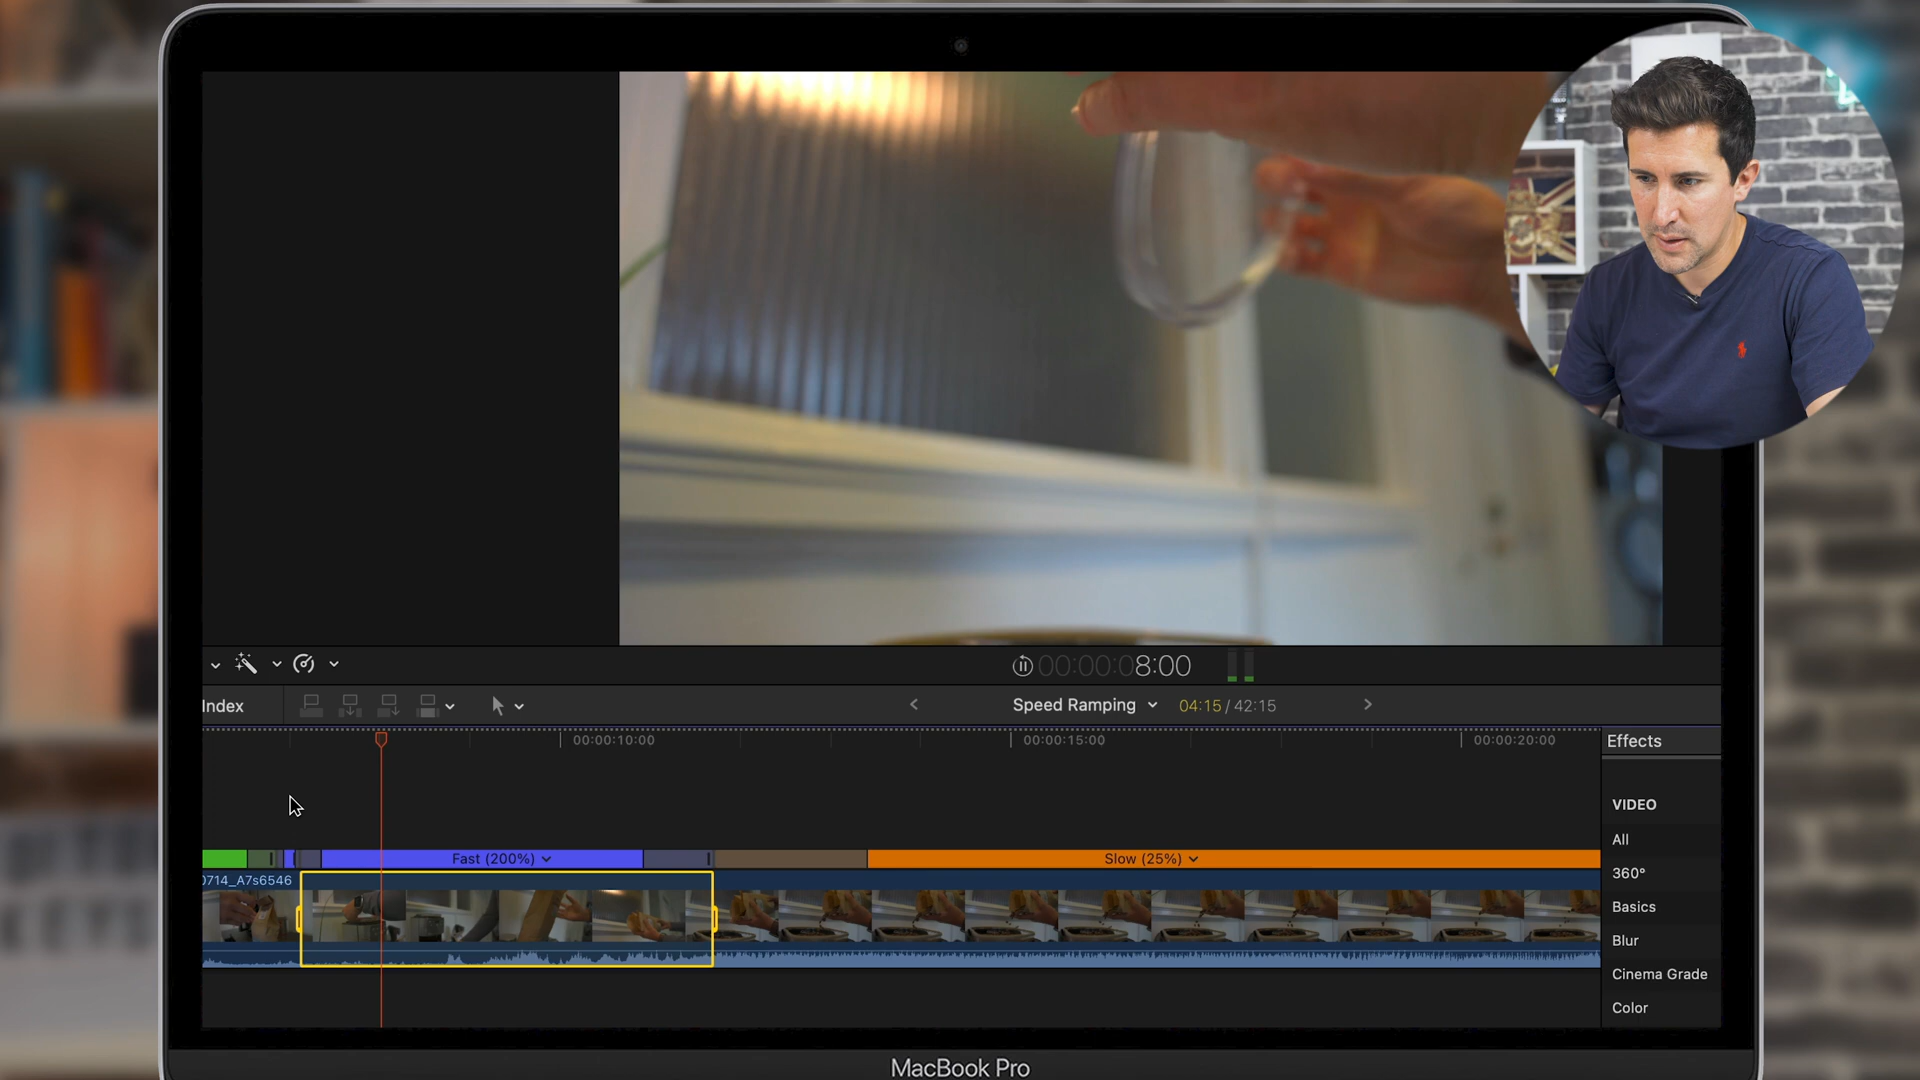 00:00:08:00
Index
Speed Ramping
04:15 / 42:15
00:00:10:00
00:00:15:00
00:00:20:00
Effects
VIDEO
All
360°
Basics
Blur
Cinema Grade
Color
Fast (200%)
Slow (25%)
0714_A7s6546
MacBook Pro